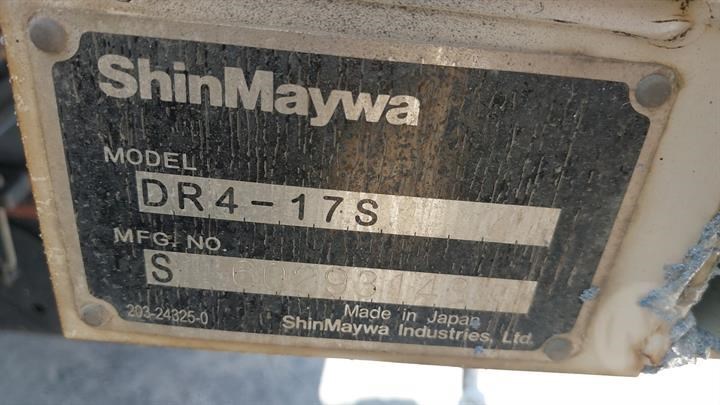 ShinMaywa
MODEL
DR4-17S
MFG. NO.
S
203-24325-0
Made in Japan
ShinMaywa Industries, Ltd.